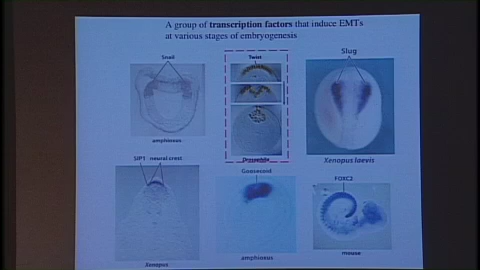 A group of transcription factors that induce EMTs
at various stages of embryogenesis
Snail
Twist
Slug
amphioxus
Drosophila
Xenopus laevis
SIP1 neural crest
Goosecoid
FOXC2
Xenopus
amphioxus
mouse